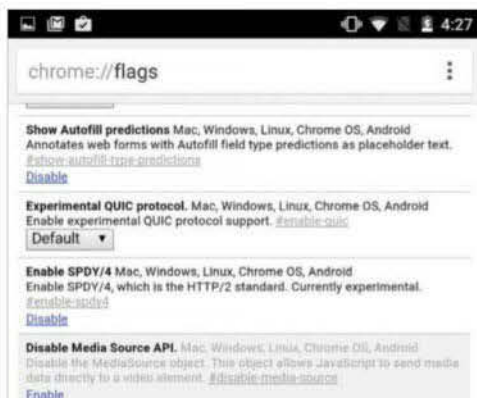 4:27
chrome://flags
Show Autofill predictions Mac, Windows, Linux, Chrome OS, Android
Annotates web forms with Autofill field type predictions as placeholder text.
#show-autofill-type-predictions
Disable
Experimental QUIC protocol. Mac, Windows, Linux, Chrome OS, Android
Enable experimental QUIC protocol support. #enable-quic
Default
Enable SPDY/4 Mac, Windows, Linux, Chrome OS, Android
Enable SPDY/4, which is the HTTP/2 standard. Currently experimental.
#enable-spdy4
Disable
Disable Media Source API. Mac, Windows, Linux, Chrome OS, Android
Disable the MediaSource object. This object allows JavaScript to send media
data directly to a video element. #disable-media-source
Enable